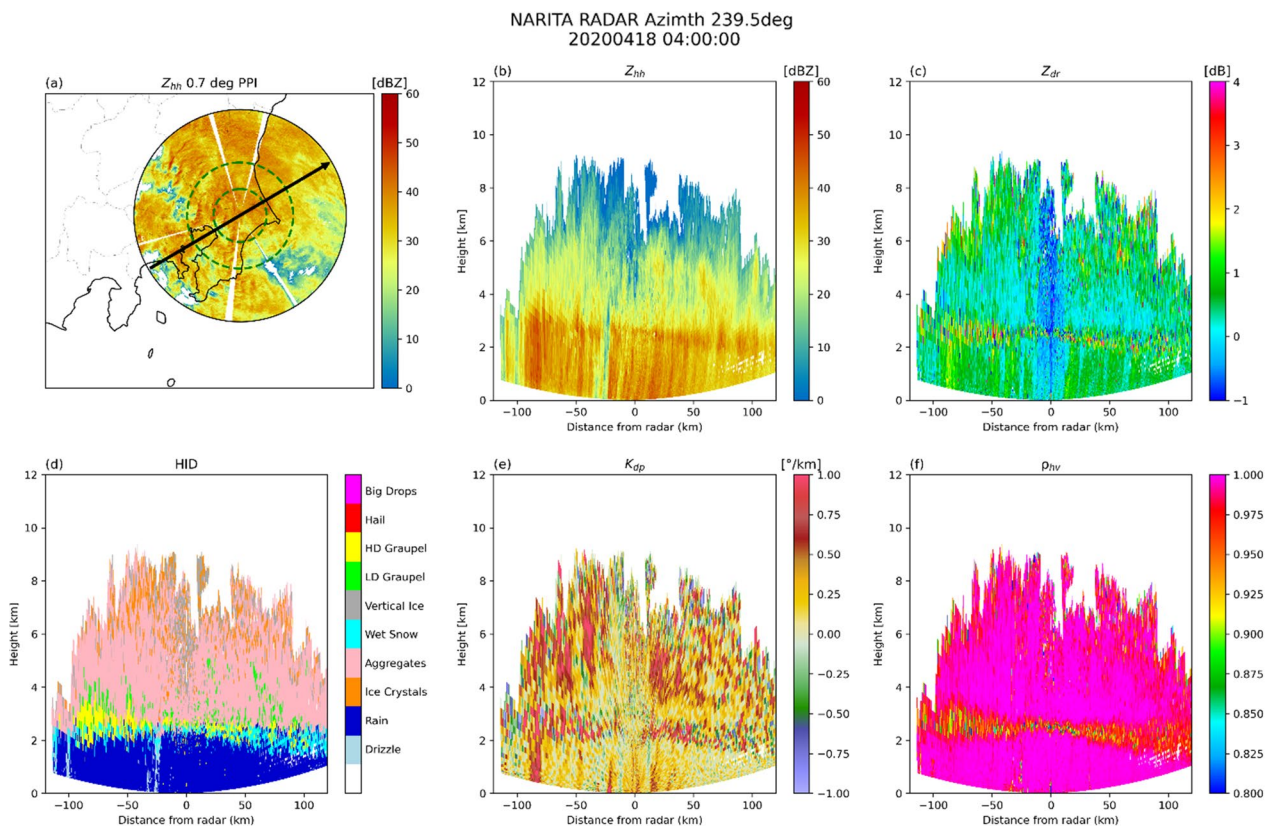 NARITA RADAR Azimth 239.5deg
20200418 04:00:00
(a) Zhh 0.7 deg PPI [dBZ]
60
50
40
30
20
10
0
(b) Zhh [dBZ]
12
10
8
6
4
2
0
Height [km]
−100 −50 0 50 100
Distance from radar (km)
60
50
40
30
20
10
0
(c) Zdr [dB]
12
10
8
6
4
2
0
Height [km]
−100 −50 0 50 100
Distance from radar (km)
4
3
2
1
0
−1
(d) HID
12
10
8
6
4
2
0
Height [km]
−100 −50 0 50 100
Distance from radar (km)
Big Drops
Hail
HD Graupel
LD Graupel
Vertical Ice
Wet Snow
Aggregates
Ice Crystals
Rain
Drizzle
(e) Kdp [°/km]
12
10
8
6
4
2
0
Height [km]
−100 −50 0 50 100
Distance from radar (km)
1.00
0.75
0.50
0.25
0.00
−0.25
−0.50
−0.75
−1.00
(f) ρhv
12
10
8
6
4
2
0
Height [km]
−100 −50 0 50 100
Distance from radar (km)
1.000
0.975
0.950
0.925
0.900
0.875
0.850
0.825
0.800